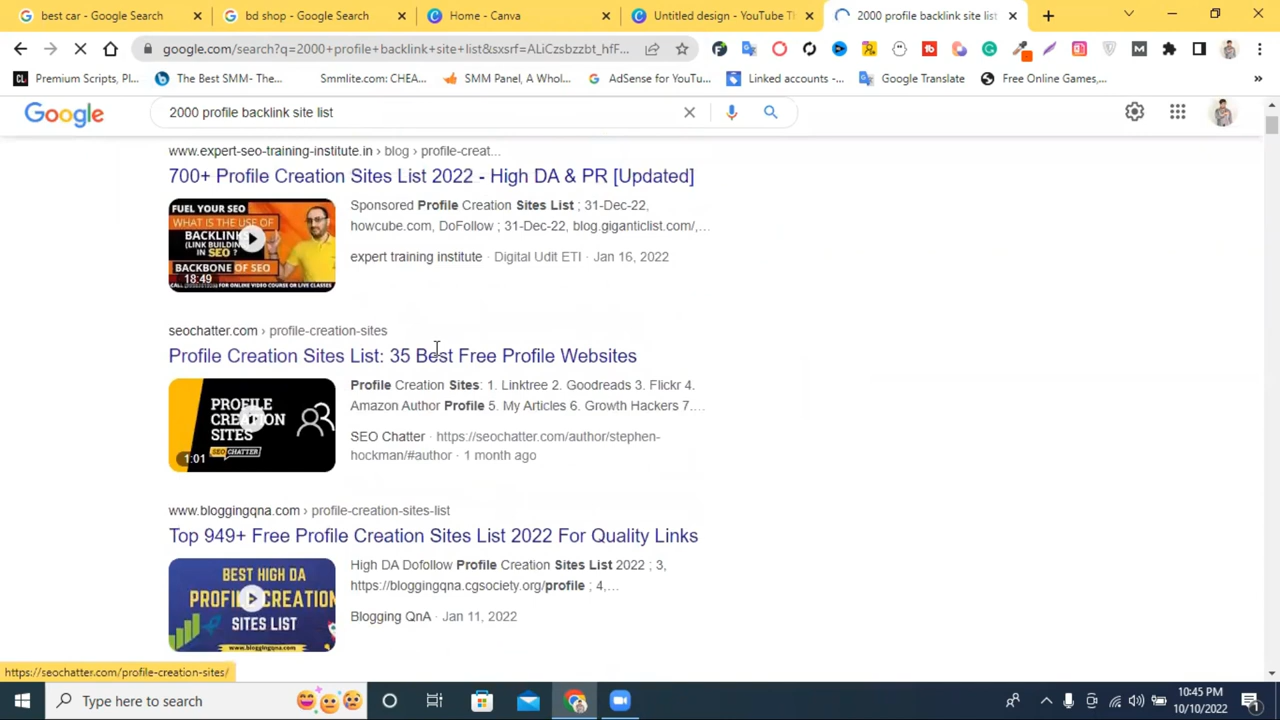 best car - Google Search
bd shop - Google Search
Home - Canva
Untitled design - YouTube T
2000 profile backlink site list
google.com/search?q=2000+profile+backlink+site+list&sxsrf=ALiCzsbzzbt_hfF...
Premium Scripts, Pl...
The Best SMM- The...
Smmlite.com: CHEA...
SMM Panel, A Whol...
AdSense for YouTu...
Linked accounts -...
Google Translate
Free Online Games,...
Google
2000 profile backlink site list
www.expert-seo-training-institute.in › blog › profile-creat...
700+ Profile Creation Sites List 2022 - High DA & PR [Updated]
FUEL YOUR SEO
WHAT IS THE USE OF
BACKLINKS
(LINK BUILDING)
IN SEO ?
BACKBONE OF SEO
18:49
Sponsored Profile Creation Sites List ; 31-Dec-22,
howcube.com, DoFollow ; 31-Dec-22, blog.giganticlist.com/,...
expert training institute · Digital Udit ETI · Jan 16, 2022
seochatter.com › profile-creation-sites
Profile Creation Sites List: 35 Best Free Profile Websites
PROFILE
CREATION
SITES
SEO CHATTER
1:01
Profile Creation Sites: 1. Linktree 2. Goodreads 3. Flickr 4.
Amazon Author Profile 5. My Articles 6. Growth Hackers 7....
SEO Chatter · https://seochatter.com/author/stephen-
hockman/#author · 1 month ago
www.bloggingqna.com › profile-creation-sites-list
Top 949+ Free Profile Creation Sites List 2022 For Quality Links
BEST HIGH DA
PROFILE CREATION
SITES LIST
www.bloggingqna.com
High DA Dofollow Profile Creation Sites List 2022 ; 3,
https://bloggingqna.cgsociety.org/profile ; 4,...
Blogging QnA · Jan 11, 2022
https://seochatter.com/profile-creation-sites/
Type here to search
10:45 PM
10/10/2022